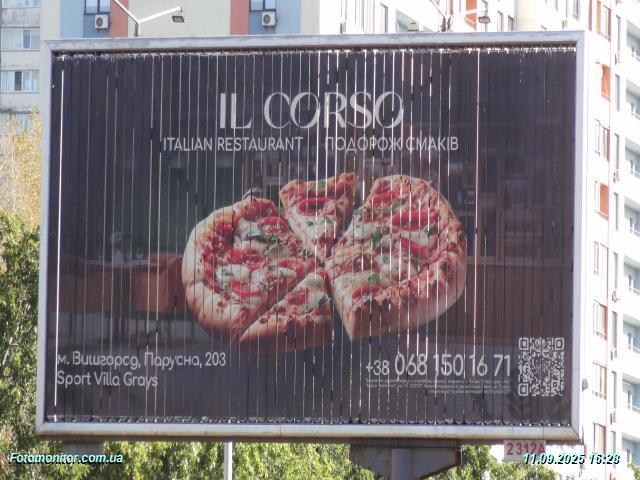 IL CORSO
ITALIAN RESTAURANT ПОДОРОЖ СМАКІВ
м. Вишгород, Парусна, 203
Sport Villa Grays
+38 068 150 16 71
2312A
Fotomonitor.com.ua
11.09.2025 16:28